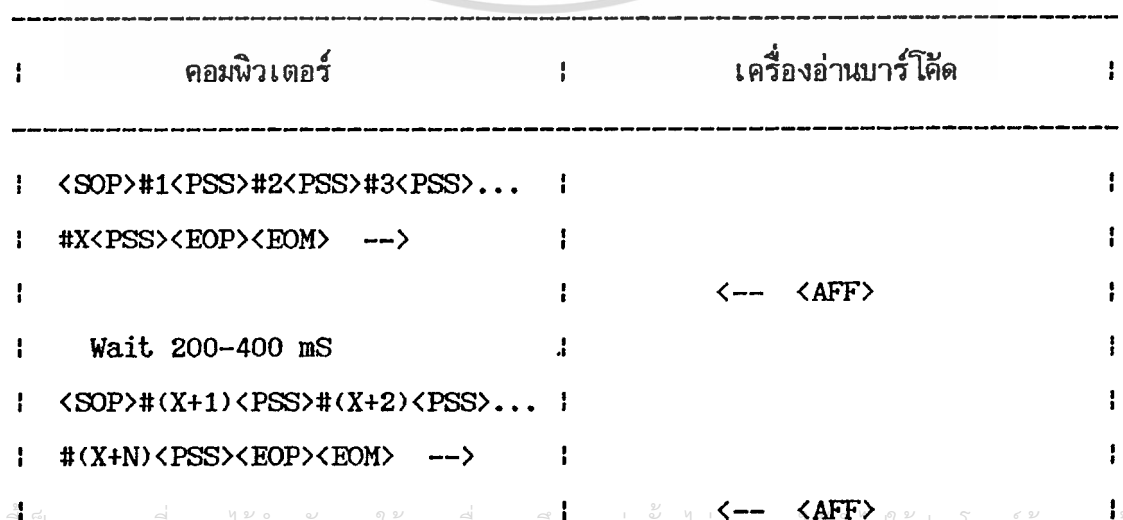 คอมพิวเตอร์ เครื่องอ่านบาร์โค้ด
<SOP>#1<PSS>#2<PSS>#3<PSS>...
#X<PSS><EOP><EOM> -->
<-- <AFF>
Wait 200-400 mS
<SOP>#(X+1)<PSS>#(X+2)<PSS>...
#(X+N)<PSS><EOP><EOM> -->
<-- <AFF>